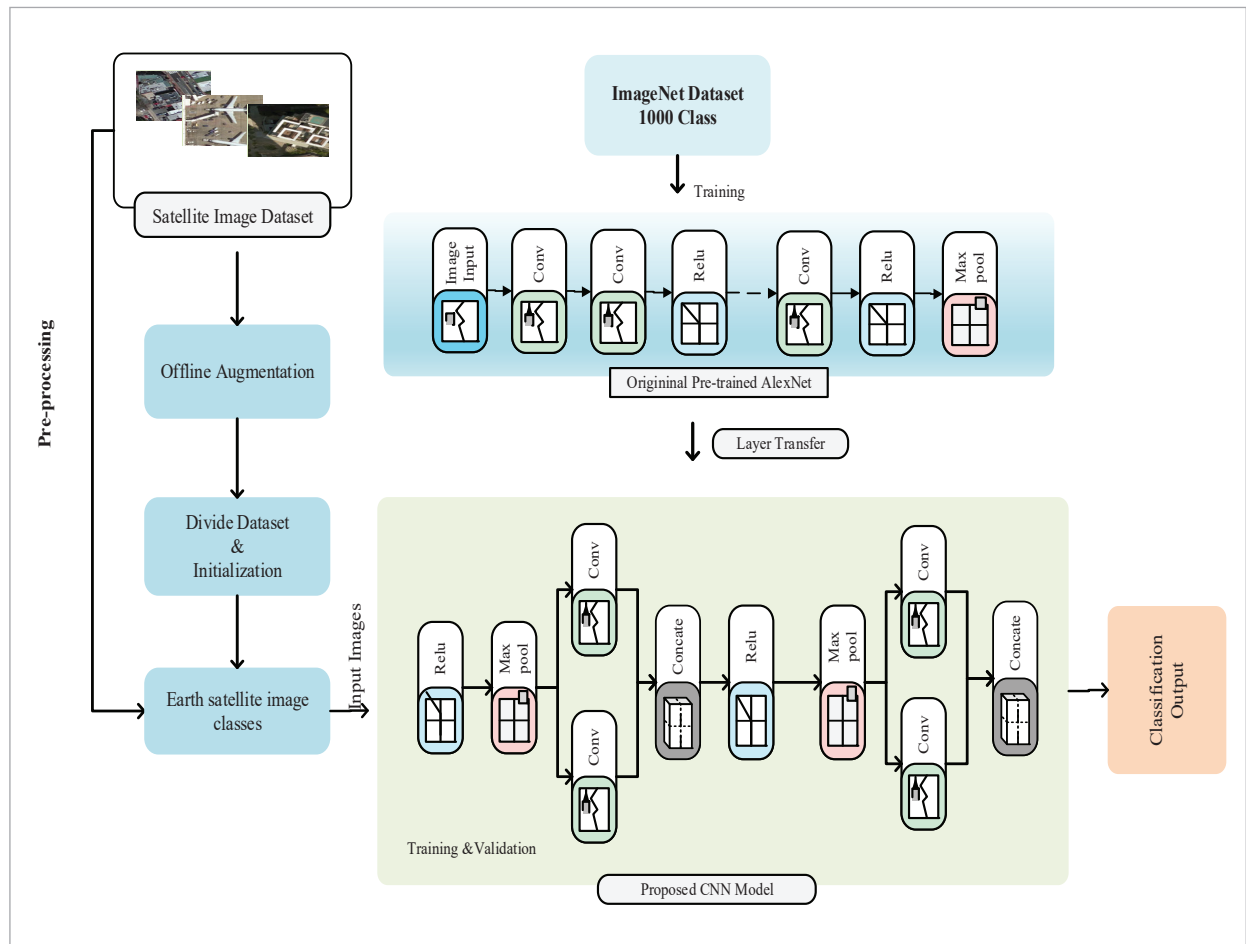 ImageNet Dataset
1000 Class
Training
Satellite Image Dataset
Image
Input
Conv
Conv
Relu
Conv
Relu
Max
pool
Origininal Pre-trained AlexNet
Layer Transfer
Pre-processing
Offline Augmentation
Divide Dataset
&
Initialization
Earth satellite image
classes
Input Images
Relu
Max
pool
Conv
Conv
Concate
Relu
Max
pool
Conv
Conv
Concate
Classification
Output
Training &Validation
Proposed CNN Model